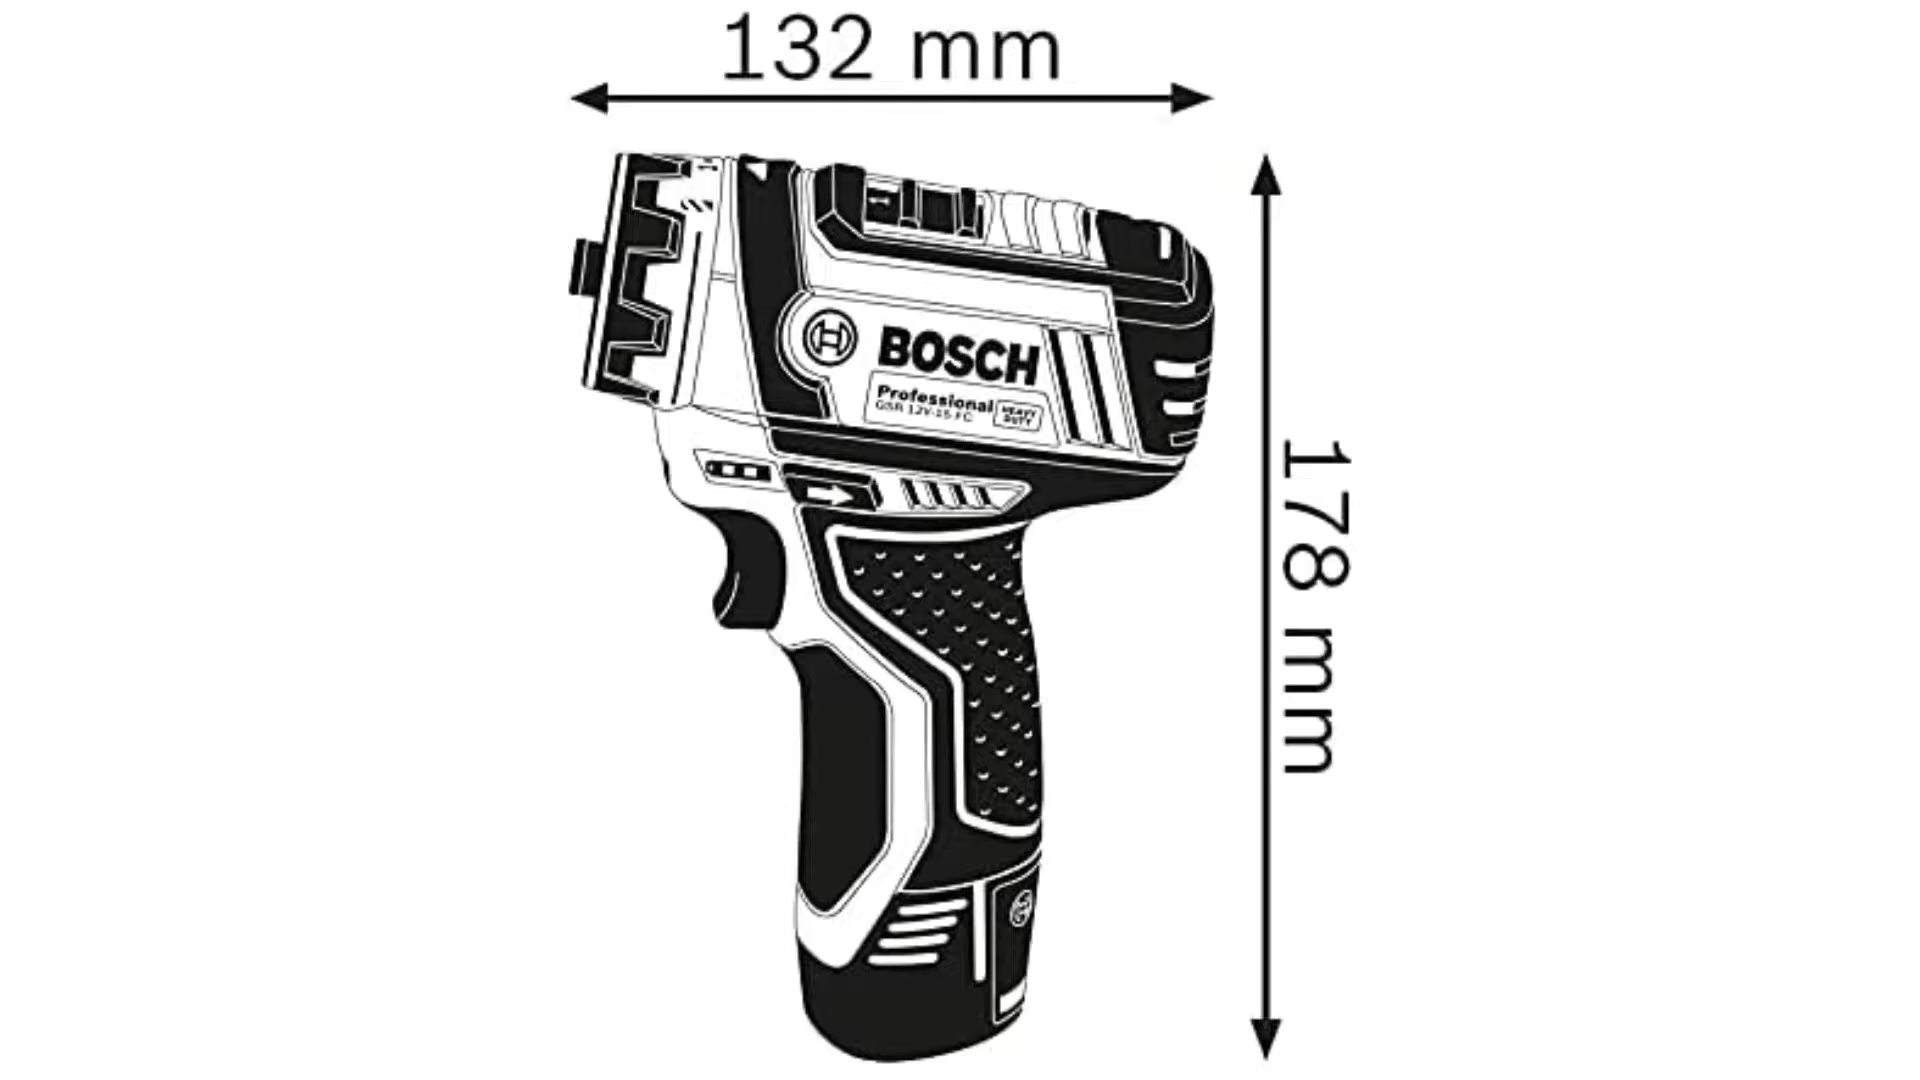 132 mm
BOSCH
Professional
GSR 12V-15 FC
HEAVY
DUTY
178 mm